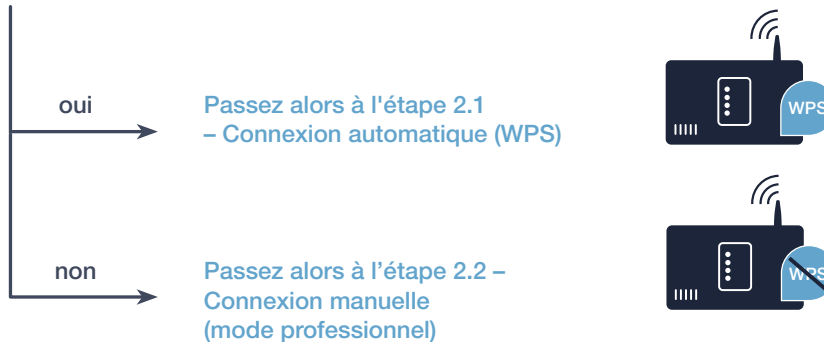 oui
Passez alors à l'étape 2.1
– Connexion automatique (WPS)
WPS
non
Passez alors à l’étape 2.2 –
Connexion manuelle
(mode professionnel)
WPS